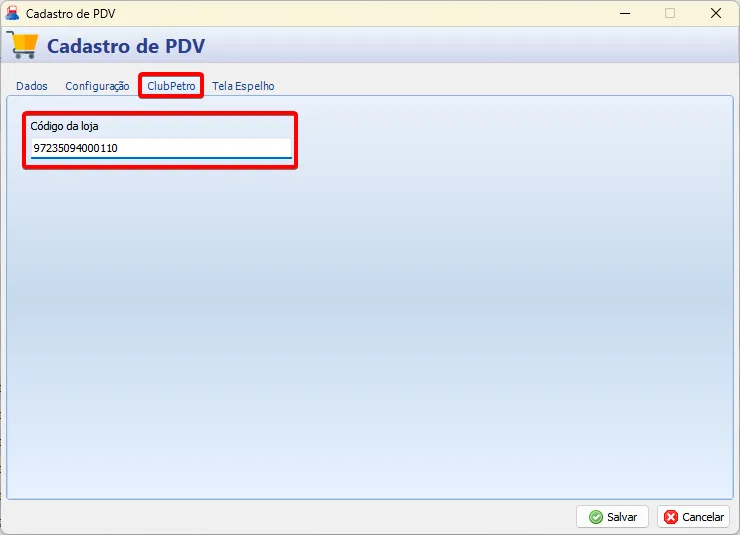 Cadastro de PDV
Cadastro de PDV
Dados Configuração ClubPetro Tela Espelho
Código da loja
97235094000110
Salvar Cancelar